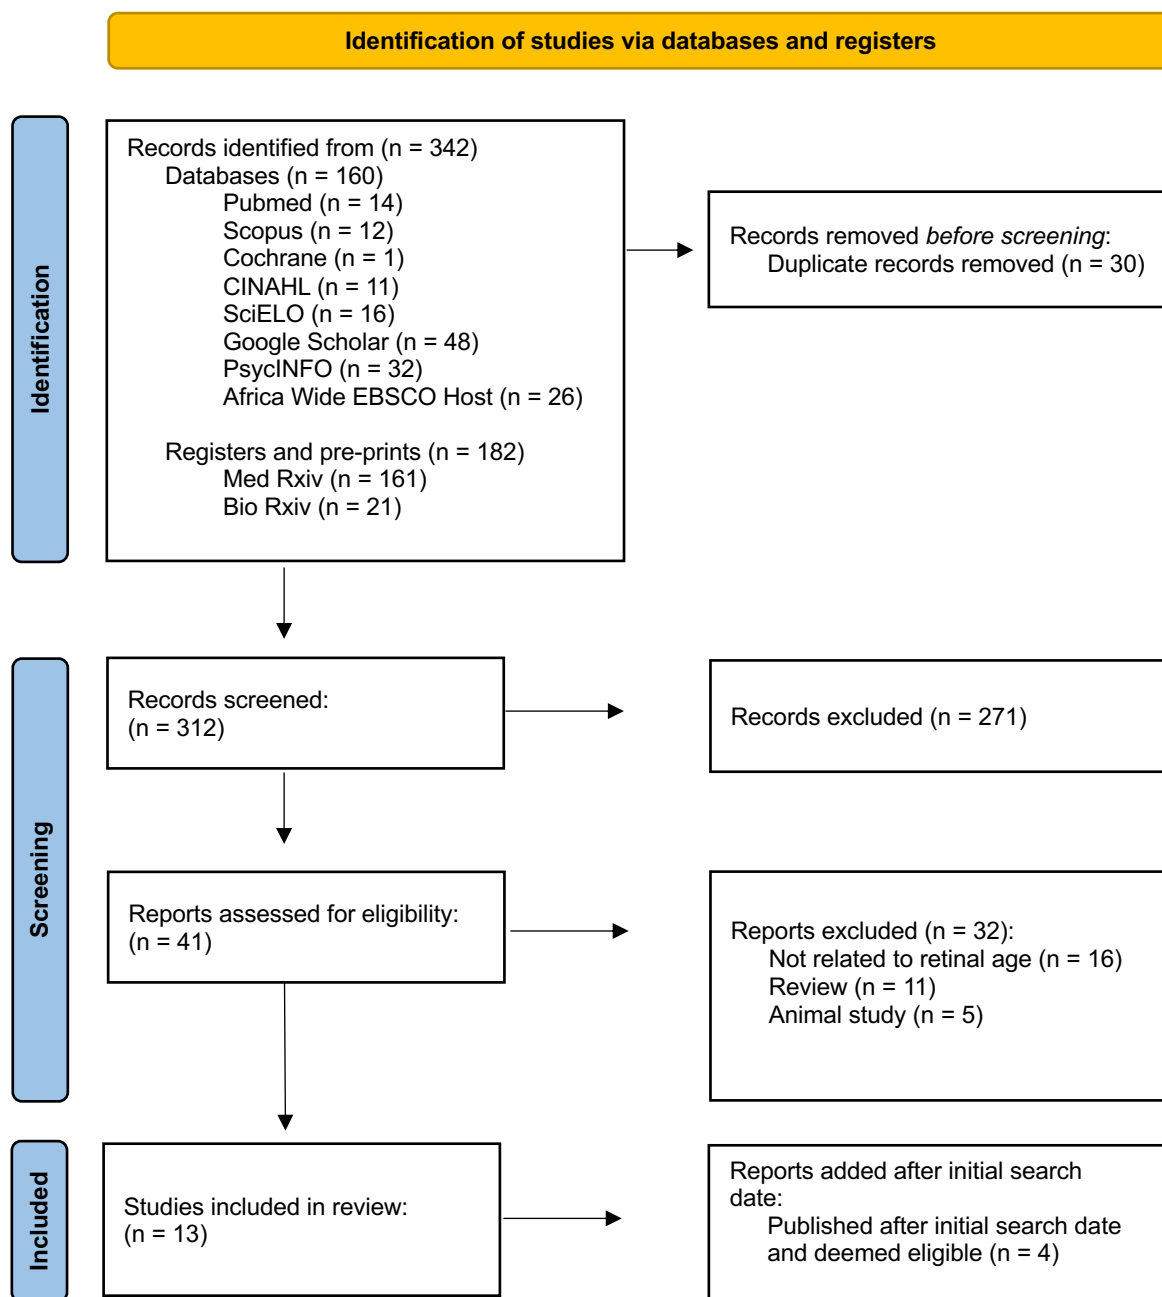 Identification of studies via databases and registers
Identification
Records identified from (n = 342)
Databases (n = 160)
Pubmed (n = 14)
Scopus (n = 12)
Cochrane (n = 1)
CINAHL (n = 11)
SciELO (n = 16)
Google Scholar (n = 48)
PsycINFO (n = 32)
Africa Wide EBSCO Host (n = 26)
Registers and pre-prints (n = 182)
Med Rxiv (n = 161)
Bio Rxiv (n = 21)
Records removed before screening:
Duplicate records removed (n = 30)
Screening
Records screened:
(n = 312)
Records excluded (n = 271)
Reports assessed for eligibility:
(n = 41)
Reports excluded (n = 32):
Not related to retinal age (n = 16)
Review (n = 11)
Animal study (n = 5)
Included
Studies included in review:
(n = 13)
Reports added after initial search
date:
Published after initial search date
and deemed eligible (n = 4)